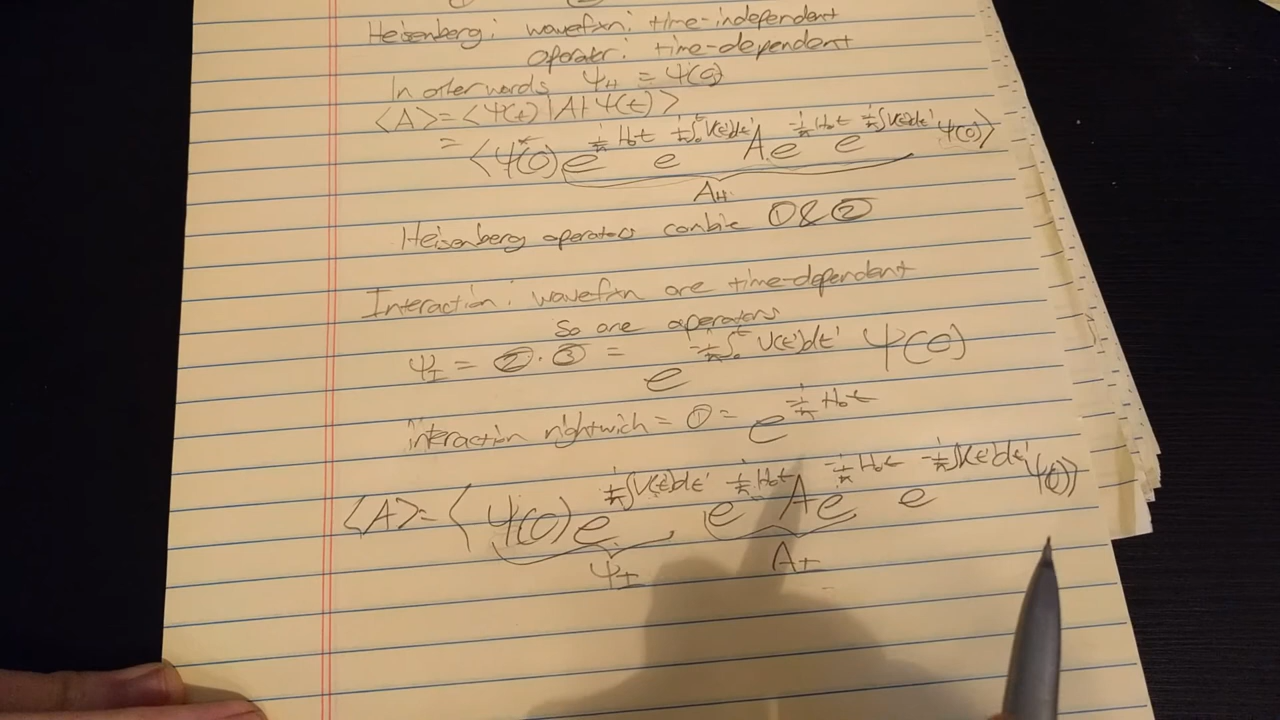 Heisenberg: wavefxn: time-independent
operator: time-dependent
In other words Ψ_H = Ψ(0)
<A> = <Ψ(t)|A|Ψ(t)>
= <Ψ(0) e^{i/ħ H₀t} e^{i/ħ ∫₀^t V(t')dt'} A e^{-i/ħ H₀t} e^{-i/ħ ∫V(t')dt'} Ψ(0)>
A_H
Heisenberg operators combie ① & ②
Interaction: wavefxn are time-dependent
So are operators
Ψ_I = ② · ③ = e^{-i/ħ ∫₀^t V(t')dt'} Ψ(0)
interaction = ① = e^{-i/ħ H₀t}
<A> = <Ψ(0) e^{i/ħ ∫V(t')dt'} e^{i/ħ H₀t} A e^{-i/ħ H₀t} e^{-i/ħ ∫V(t')dt'} Ψ(0)>
Ψ_I A_I